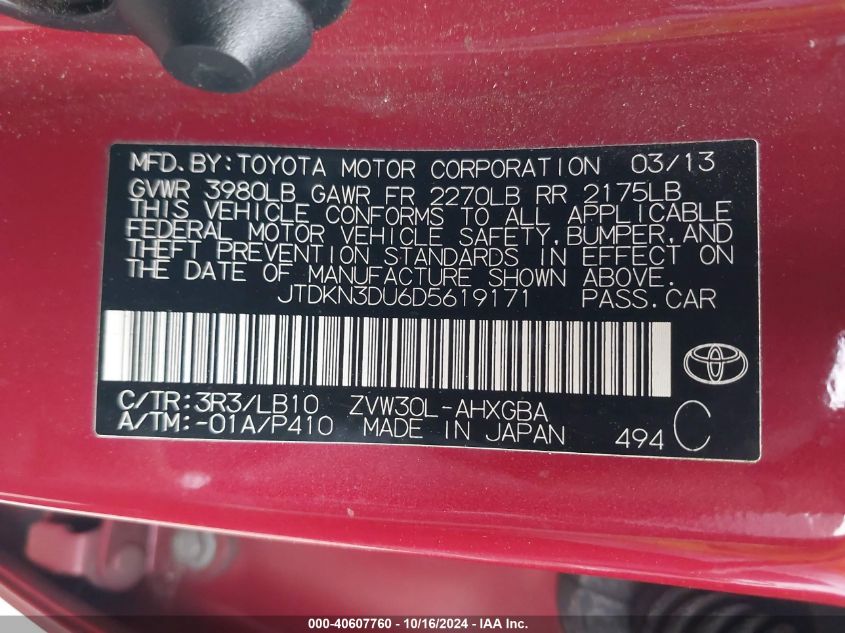 MFD.BY:TOYOTA MOTOR CORPORATION 03/13
GVWR 3980LB GAWR FR 2270LB RR 2175LB
THIS VEHICLE CONFORMS TO ALL APPLICABLE
FEDERAL MOTOR VEHICLE SAFETY,BUMPER,AND
THEFT PREVENTION STANDARDS IN EFFECT ON
THE DATE OF MANUFACTURE SHOWN ABOVE.
JTDKN3DU6D5619171 PASS.CAR
C/TR:3R3/LB10 ZVW30L-AHXGBA
A/TM:-01A/P410 MADE IN JAPAN 494 C
000-40607760 - 10/16/2024 - IAA Inc.